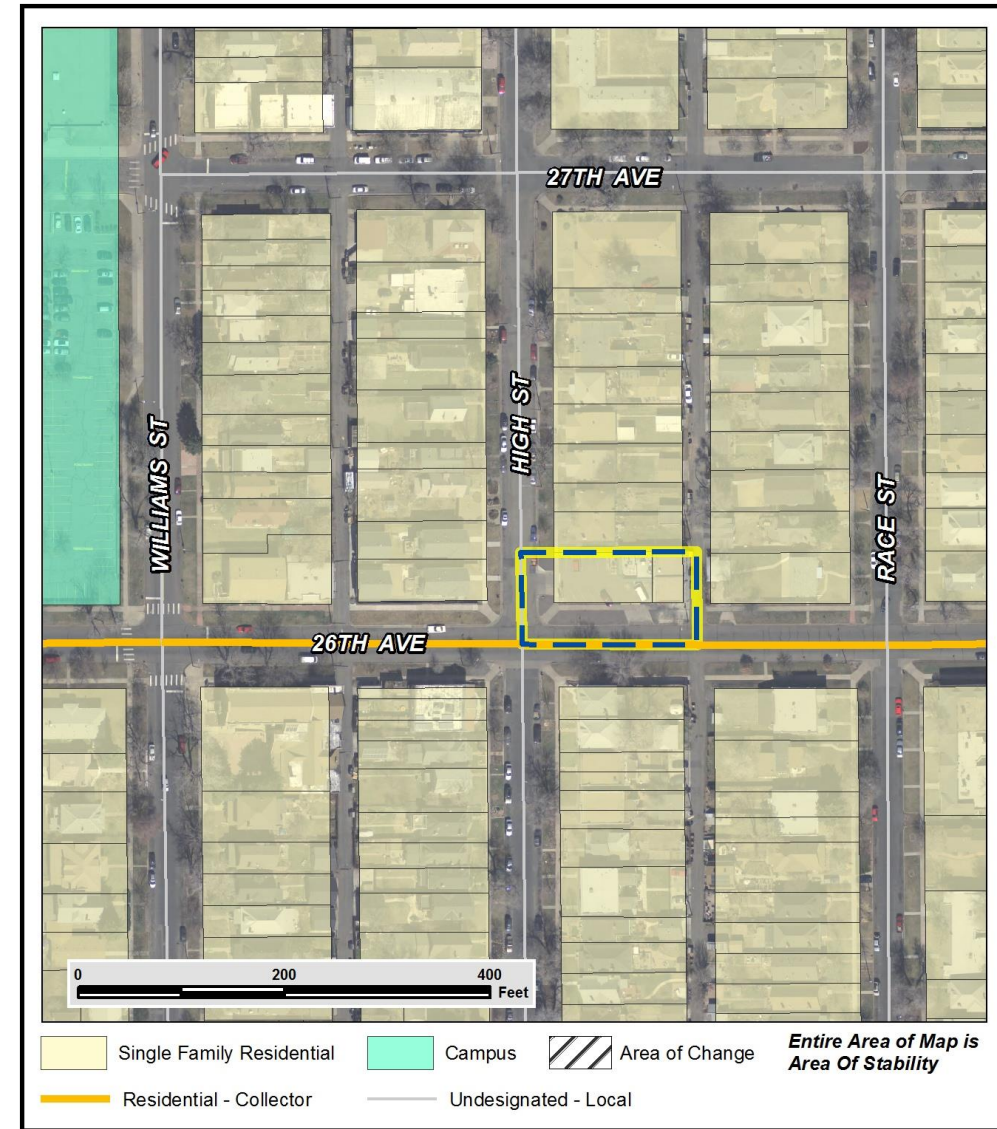 27TH AVE
WILLIAMS ST
HIGH ST
RACE ST
26TH AVE
0 200 400
Feet
Single Family Residential
Campus
Area of Change
Entire Area of Map is
Area Of Stability
Residential - Collector
Undesignated - Local